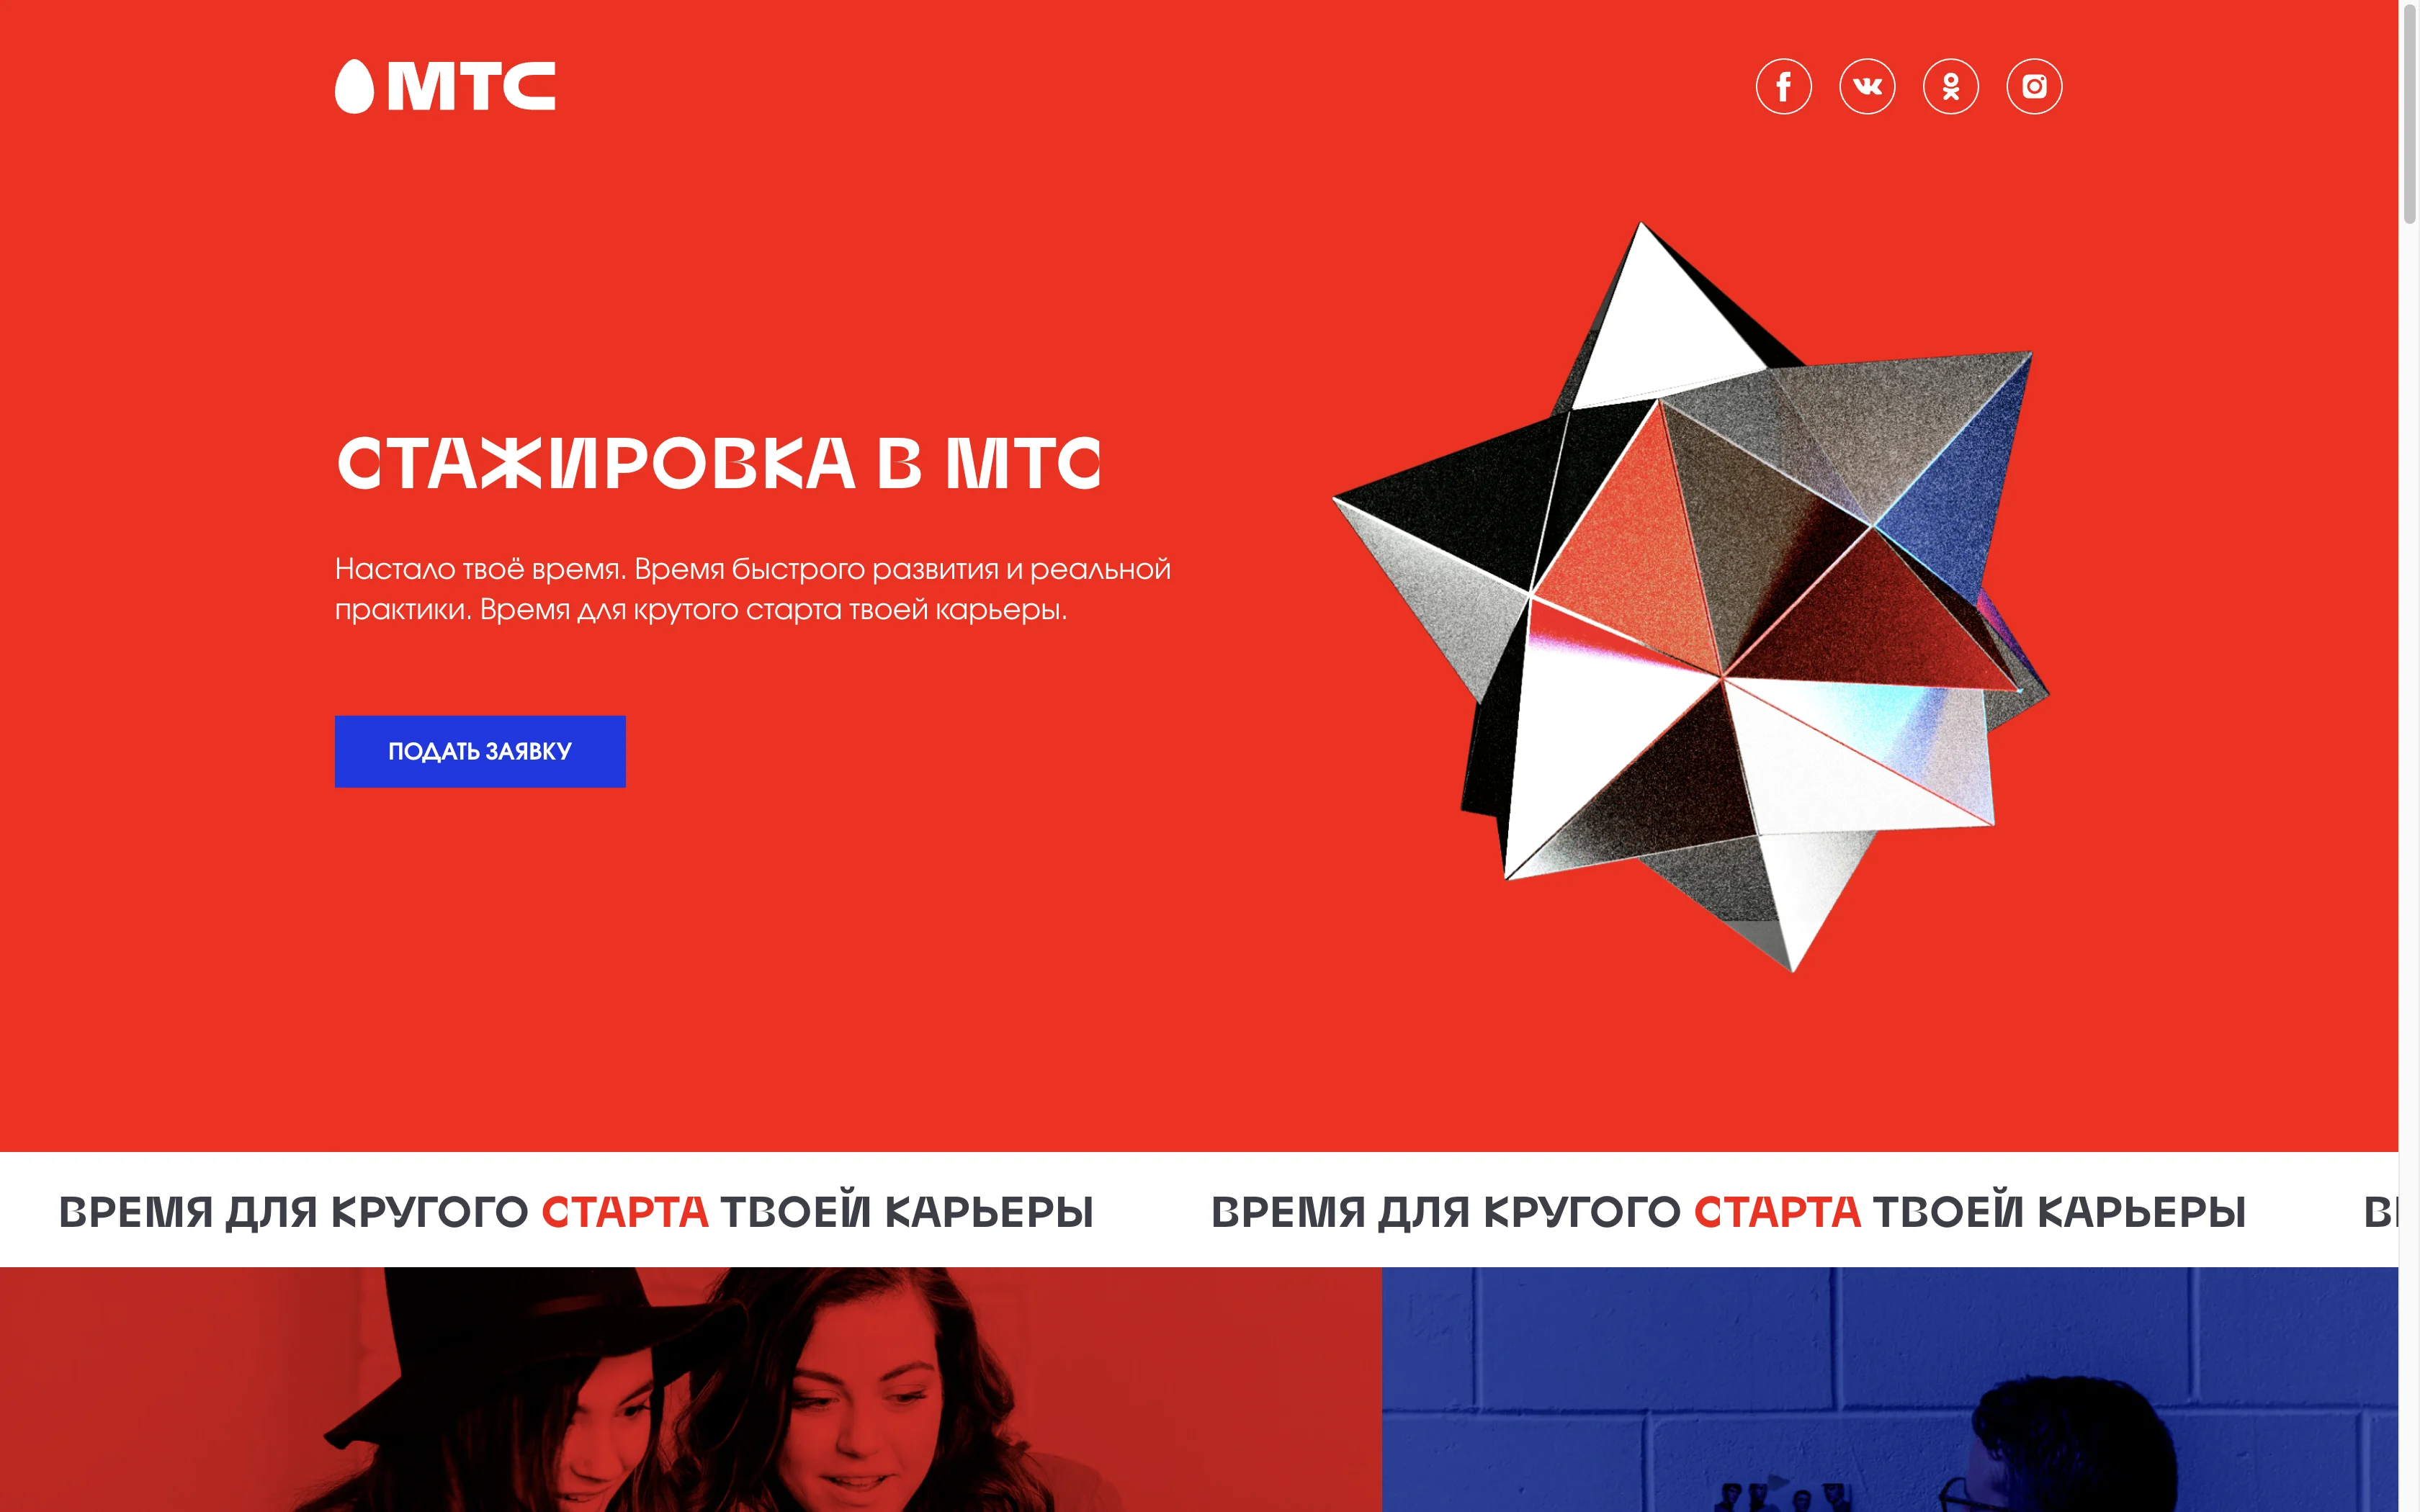 МТС
СТАЖИРОВКА В МТС
Настало твоё время. Время быстрого развития и реальной
практики. Время для крутого старта твоей карьеры.
ПОДАТЬ ЗАЯВКУ
ВРЕМЯ ДЛЯ КРУГОГО СТАРТА ТВОЕЙ КАРЬЕРЫ ВРЕМЯ ДЛЯ КРУГОГО СТАРТА ТВОЕЙ КАРЬЕРЫ